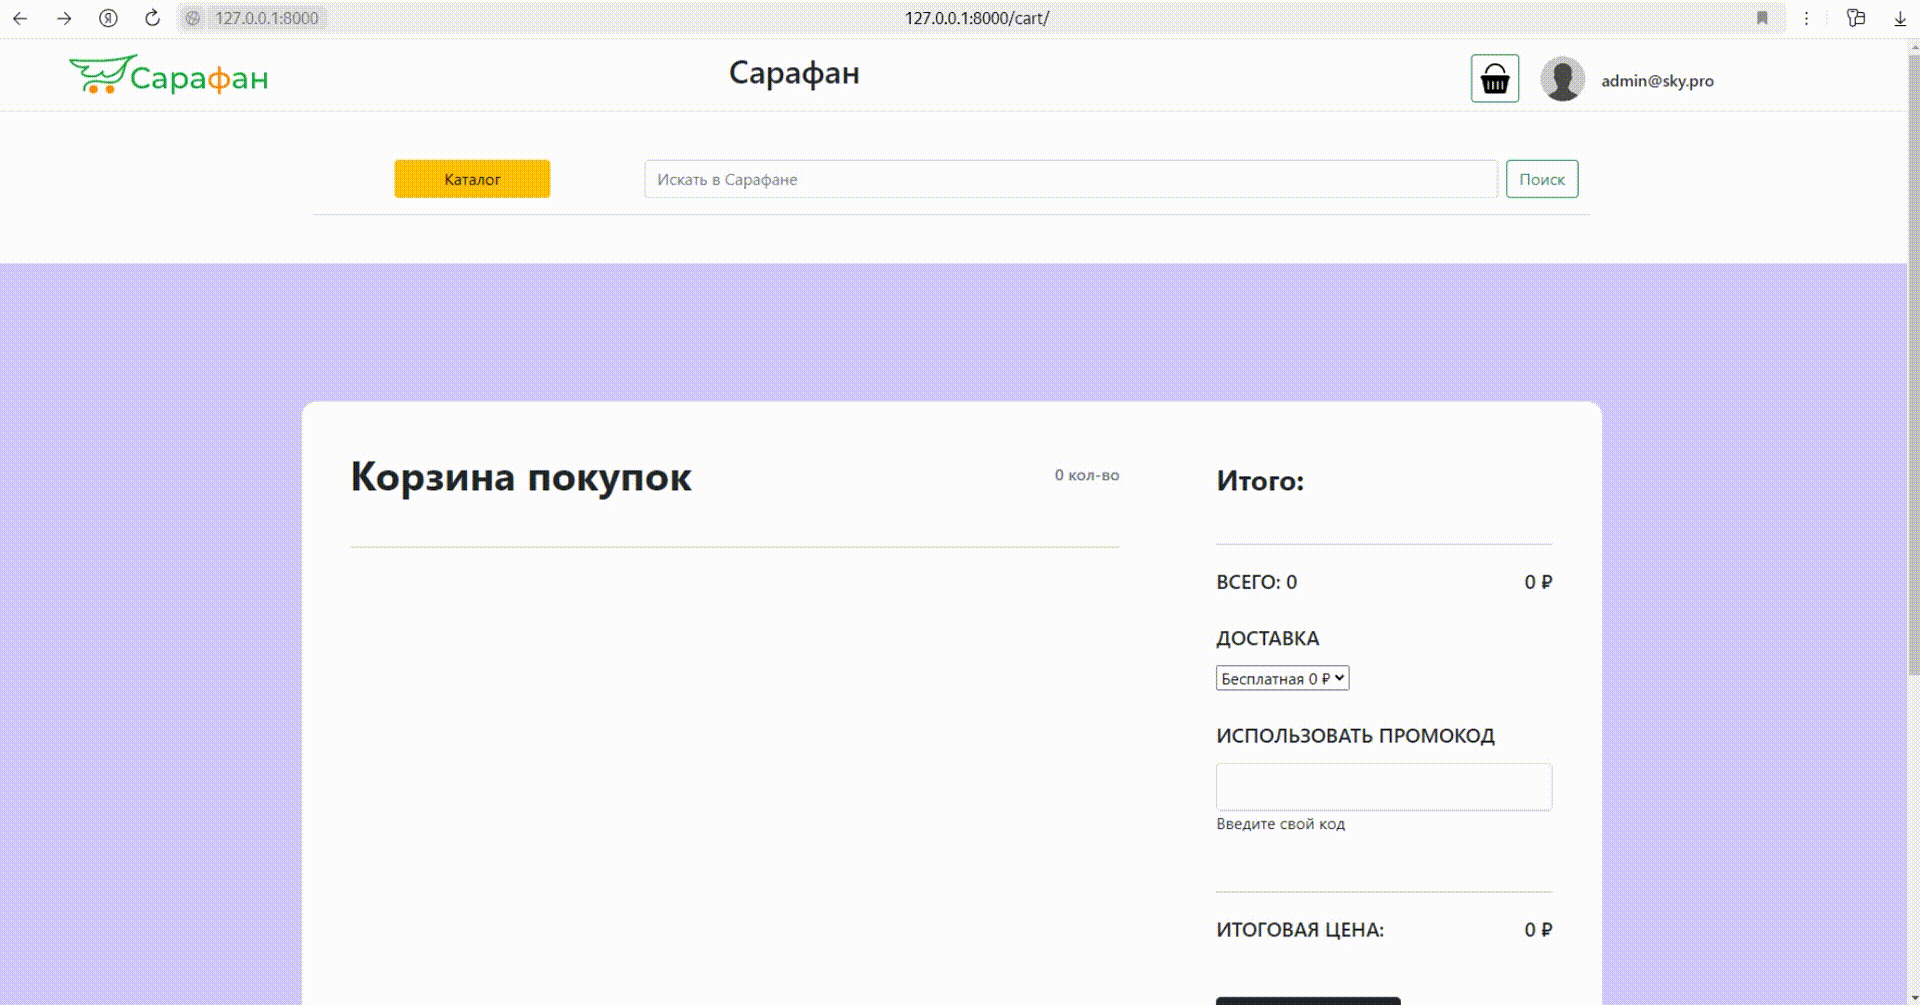 127.0.0.1:8000
127.0.0.1:8000/cart/
Сарафан
Сарафан
admin@sky.pro
Каталог
Искать в Сарафане
Поиск
Корзина покупок
0 кол-во
Итого:
ВСЕГО: 0
0 ₽
ДОСТАВКА
Бесплатная 0 ₽
ИСПОЛЬЗОВАТЬ ПРОМОКОД
Введите свой код
ИТОГОВАЯ ЦЕНА:
0 ₽